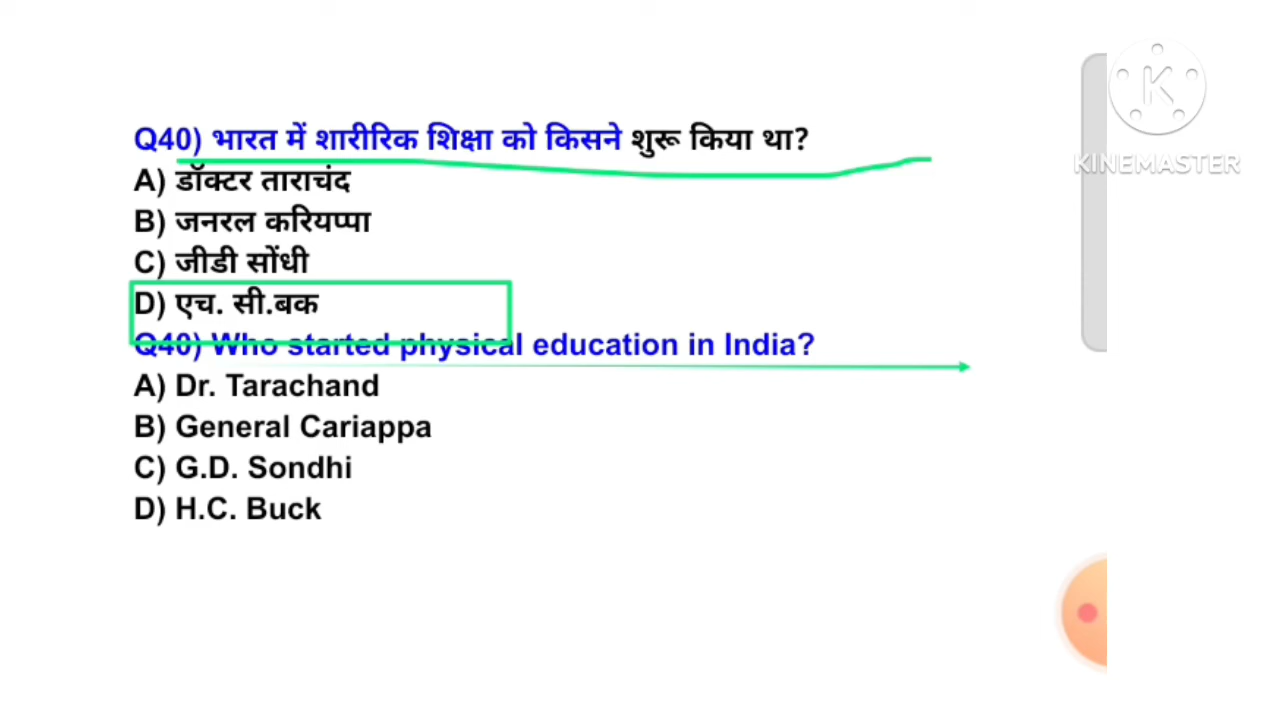 Q40) भारत में शारीरिक शिक्षा को किसने शुरू किया था?
A) डॉक्टर ताराचंद
B) जनरल करियप्पा
C) जीडी सोंधी
D) एच. सी.बक
Q40) Who started physical education in India?
A) Dr. Tarachand
B) General Cariappa
C) G.D. Sondhi
D) H.C. Buck
K
KINEMASTER